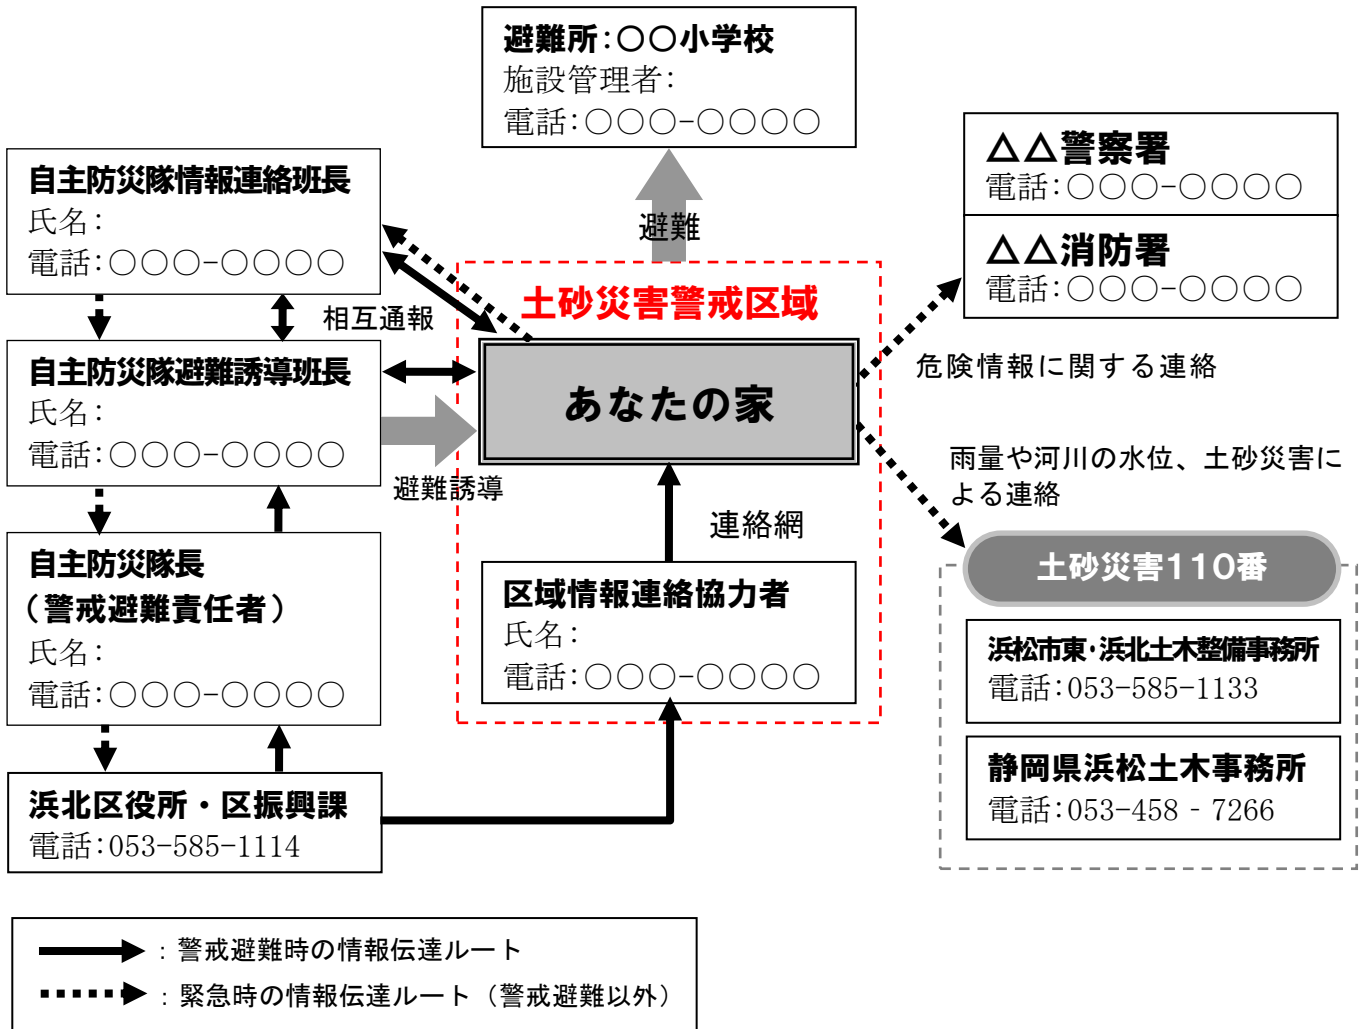 避難所:○○小学校
施設管理者:
電話:○○○-○○○○
△△警察署
電話:○○○-○○○○
△△消防署
電話:○○○-○○○○
自主防災隊情報連絡班長
氏名:
電話:○○○-○○○○
避難
相互通報
土砂災害警戒区域
自主防災隊避難誘導班長
氏名:
電話:○○○-○○○○
あなたの家
危険情報に関する連絡
避難誘導
雨量や河川の水位、土砂災害に
よる連絡
連絡網
自主防災隊長
(警戒避難責任者)
氏名:
電話:○○○-○○○○
区域情報連絡協力者
氏名:
電話:○○○-○○○○
土砂災害110番
浜松市東・浜北土木整備事務所
電話:053-585-1133
静岡県浜松土木事務所
電話:053-458‐7266
浜北区役所・区振興課
電話:053-585-1114
:警戒避難時の情報伝達ルート
:緊急時の情報伝達ルート(警戒避難以外)